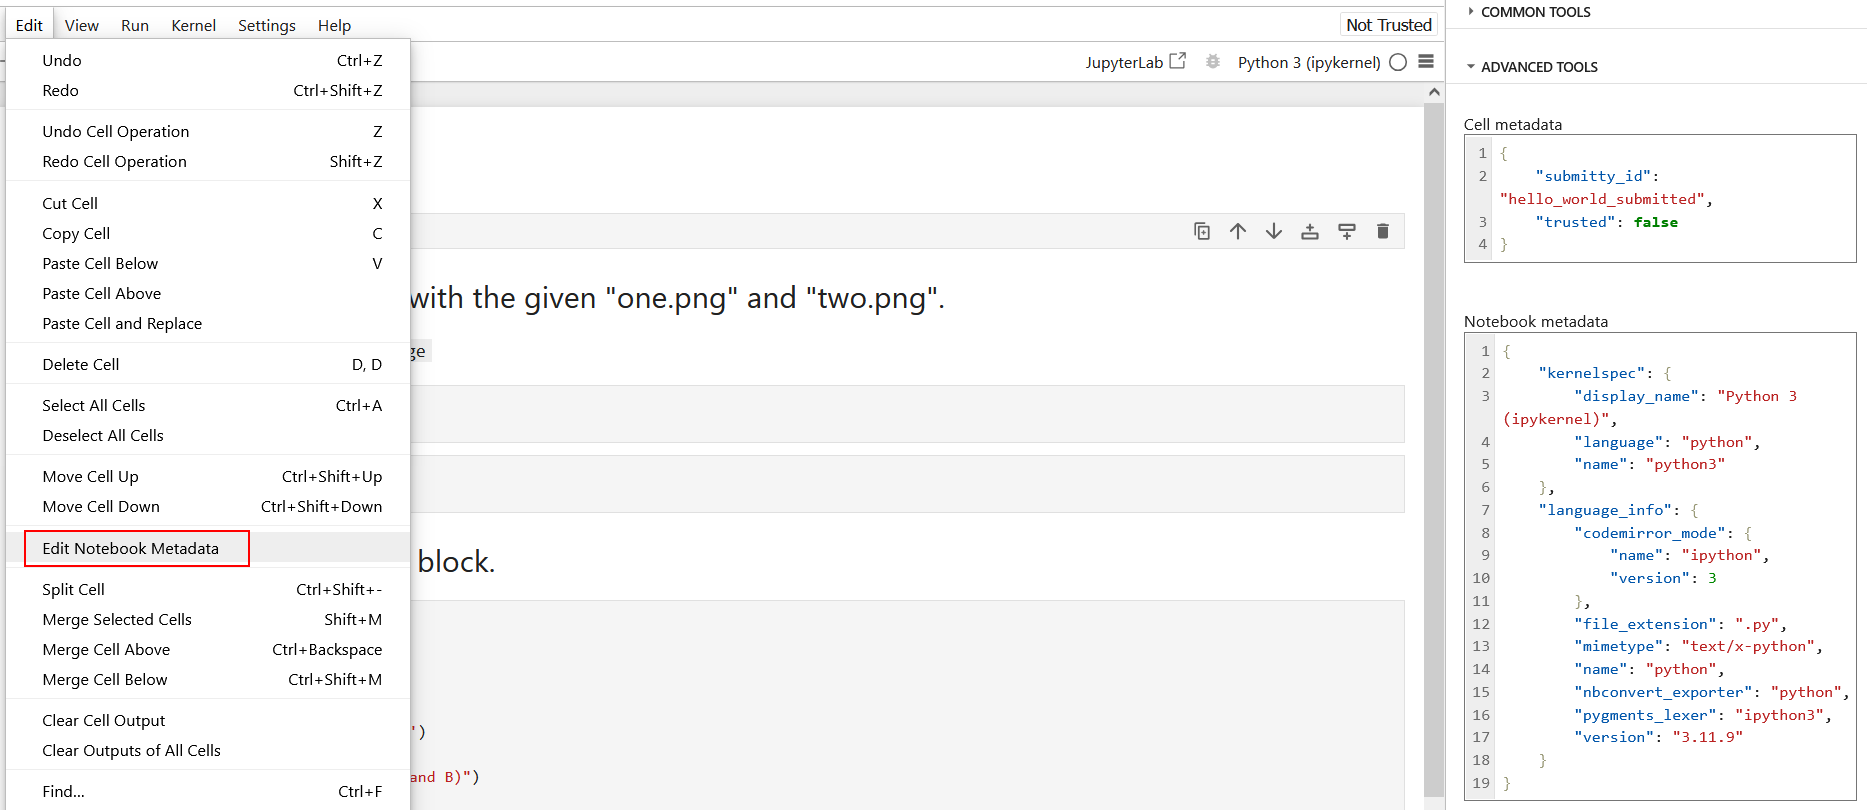 Edit View Run Kernel Settings Help Not Trusted
JupyterLab Python 3 (ipykernel)
Undo Ctrl+Z
Redo Ctrl+Shift+Z
Undo Cell Operation Z
Redo Cell Operation Shift+Z
Cut Cell X
Copy Cell C
Paste Cell Below V
Paste Cell Above
Paste Cell and Replace
Delete Cell D, D
Select All Cells Ctrl+A
Deselect All Cells
Move Cell Up Ctrl+Shift+Up
Move Cell Down Ctrl+Shift+Down
Edit Notebook Metadata
Split Cell Ctrl+Shift+-
Merge Selected Cells Shift+M
Merge Cell Above Ctrl+Backspace
Merge Cell Below Ctrl+Shift+M
Clear Cell Output
Clear Outputs of All Cells
Find... Ctrl+F
with the given "one.png" and "two.png".
ge
block.
')
and B)")
COMMON TOOLS
ADVANCED TOOLS
Cell metadata
1 {
2 "submitty_id":
"hello_world_submitted",
3 "trusted": false
4 }
Notebook metadata
1 {
2 "kernelspec": {
3 "display_name": "Python 3
(ipykernel)",
4 "language": "python",
5 "name": "python3"
6 },
7 "language_info": {
8 "codemirror_mode": {
9 "name": "ipython",
10 "version": 3
11 },
12 "file_extension": ".py",
13 "mimetype": "text/x-python",
14 "name": "python",
15 "nbconvert_exporter": "python",
16 "pygments_lexer": "ipython3",
17 "version": "3.11.9"
18 }
19 }